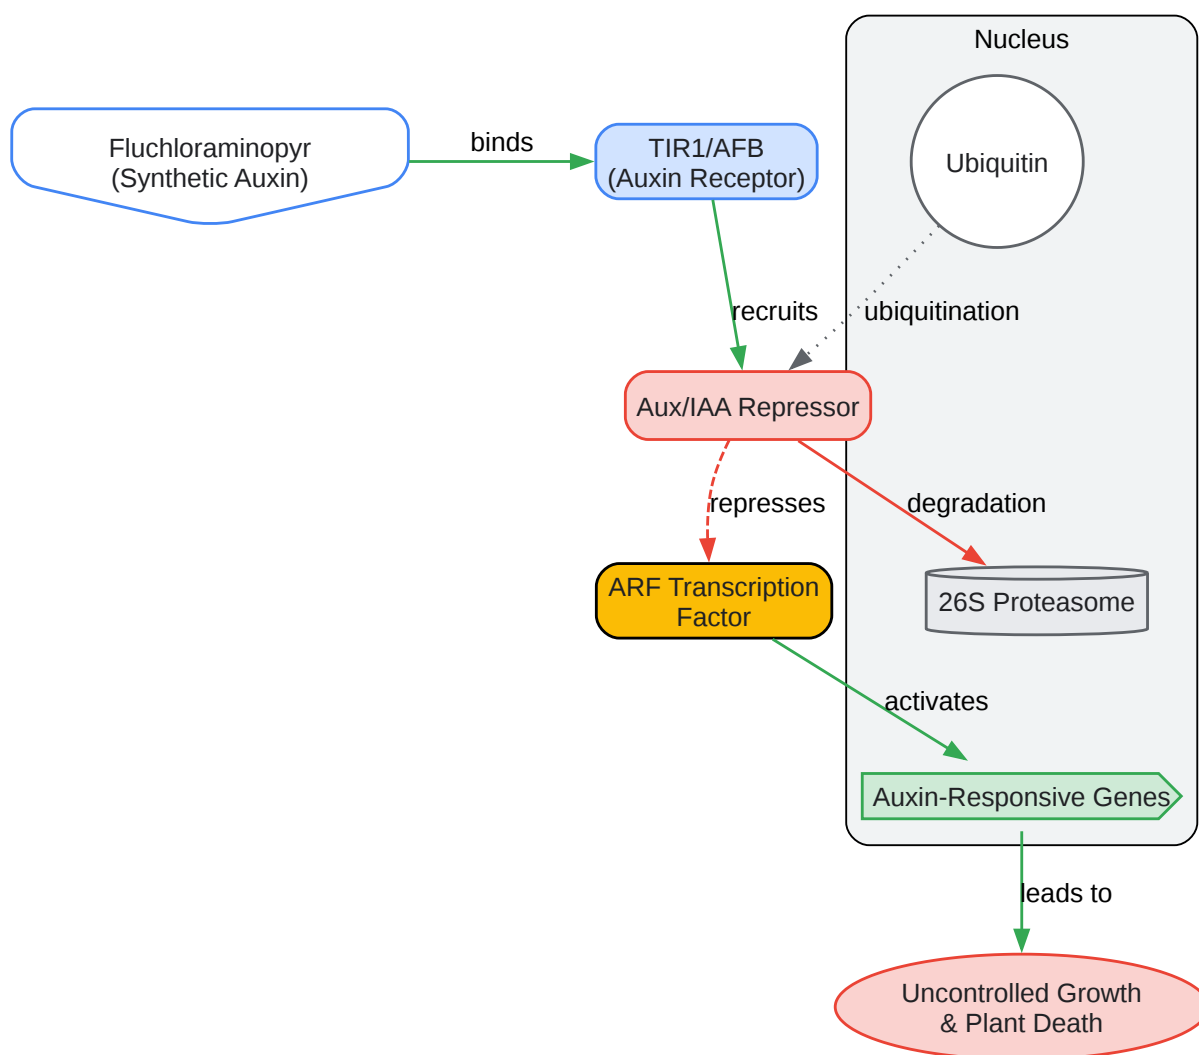 Nucleus
Fluchloraminopyr
(Synthetic Auxin)
binds
TIR1/AFB
(Auxin Receptor)
Ubiquitin
recruits
ubiquitination
Aux/IAA Repressor
represses
degradation
ARF Transcription
Factor
26S Proteasome
activates
Auxin-Responsive Genes
leads to
Uncontrolled Growth
& Plant Death